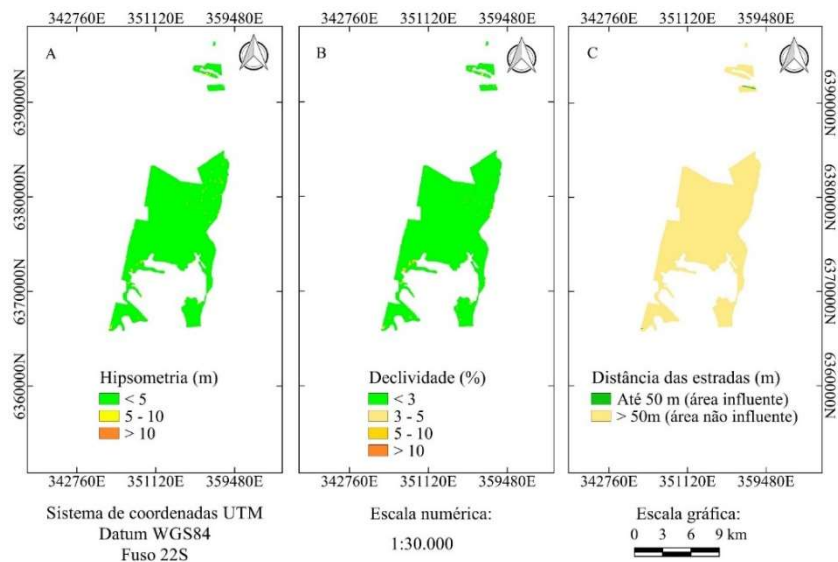 342760E 351120E 359480E
342760E 351120E 359480E
342760E 351120E 359480E
A
B
C
6390000N
6380000N
6370000N
6360000N
6390000N
6380000N
6370000N
6360000N
Hipsometria (m)
< 5
5 - 10
> 10
Declividade (%)
< 3
3 - 5
5 - 10
> 10
Distância das estradas (m)
Até 50 m (área influente)
> 50m (área não influente)
342760E 351120E 359480E
342760E 351120E 359480E
342760E 351120E 359480E
Sistema de coordenadas UTM
Datum WGS84
Fuso 22S
Escala numérica:
1:30.000
Escala gráfica:
0 3 6 9 km